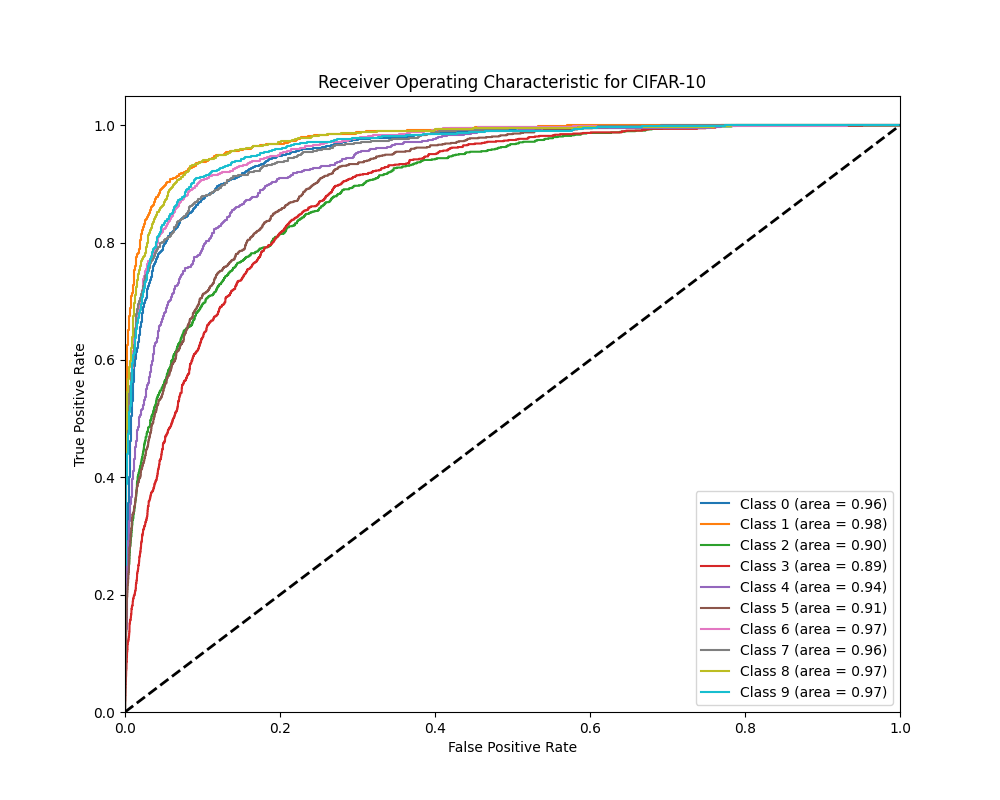 Receiver Operating Characteristic for CIFAR-10
True Positive Rate
1.0
0.8
0.6
0.4
0.2
0.0
Class 0 (area = 0.96)
Class 1 (area = 0.98)
Class 2 (area = 0.90)
Class 3 (area = 0.89)
Class 4 (area = 0.94)
Class 5 (area = 0.91)
Class 6 (area = 0.97)
Class 7 (area = 0.96)
Class 8 (area = 0.97)
Class 9 (area = 0.97)
0.0 0.2 0.4 0.6 0.8 1.0
False Positive Rate